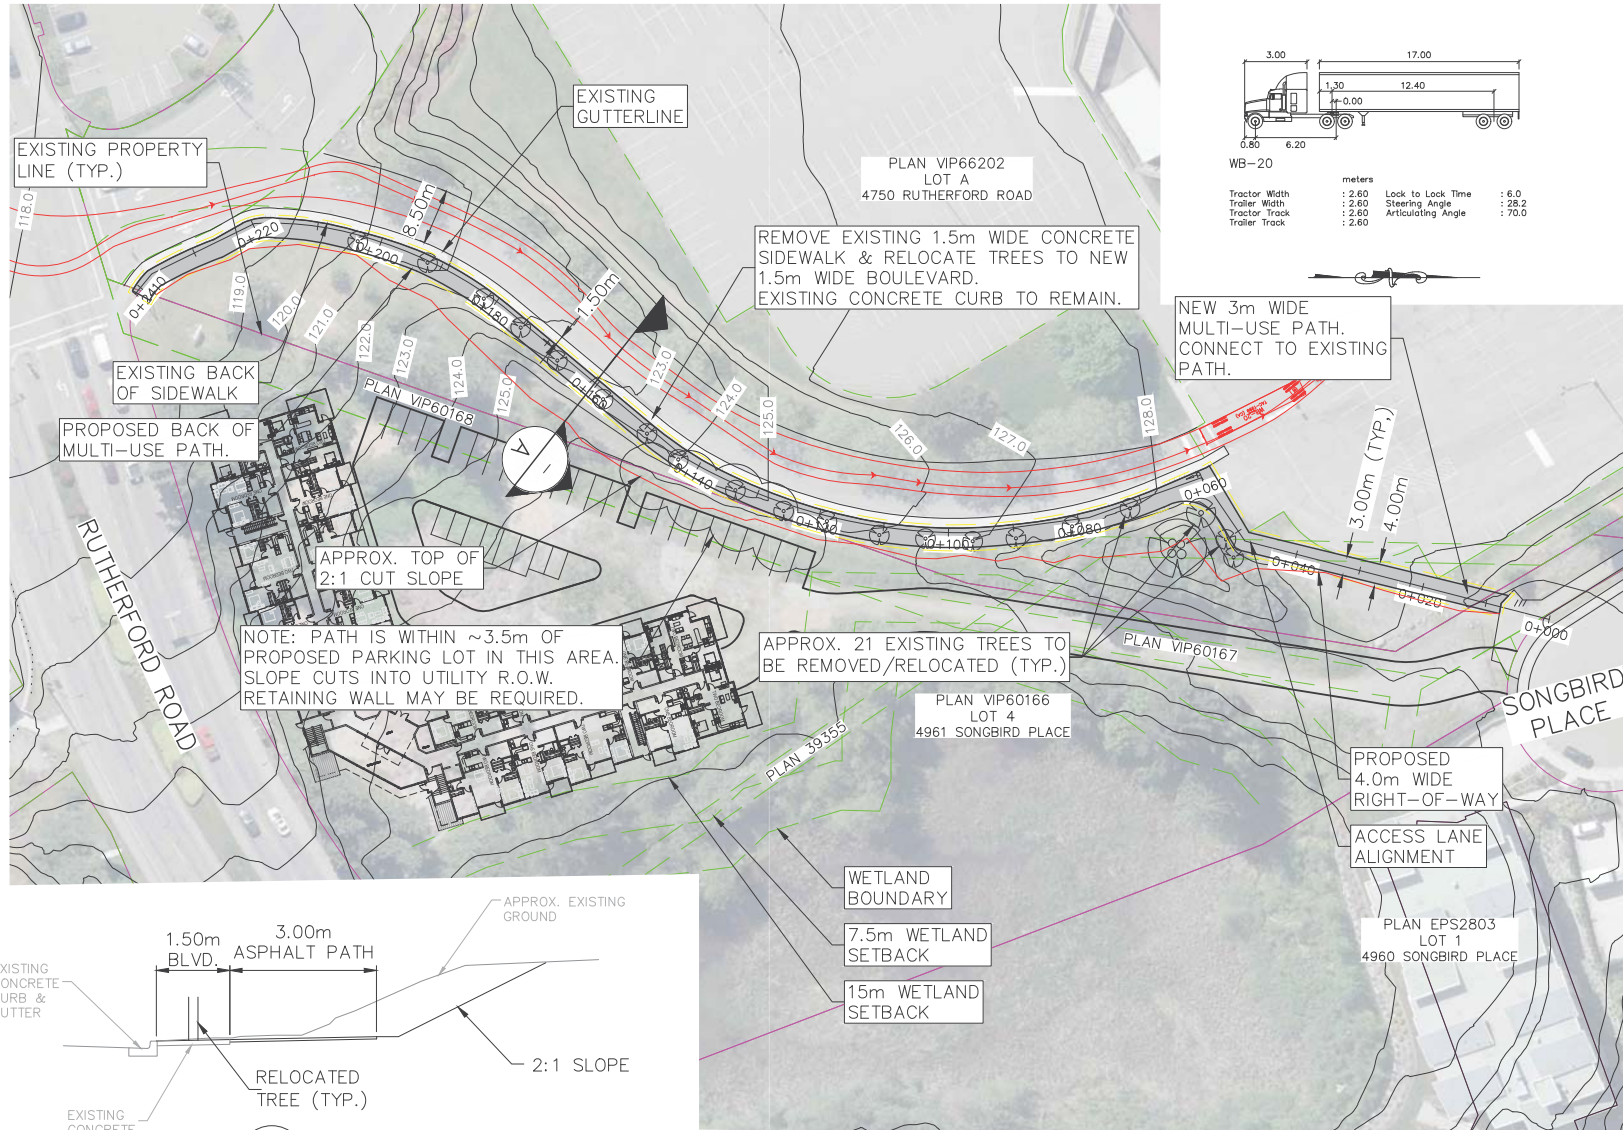 EXISTING
GUTTERLINE
EXISTING PROPERTY
LINE (TYP.)
118.0
8.50m
1.50m
PLAN VIP66202
LOT A
4750 RUTHERFORD ROAD
REMOVE EXISTING 1.5m WIDE CONCRETE
SIDEWALK & RELOCATE TREES TO NEW
1.5m WIDE BOULEVARD.
EXISTING CONCRETE CURB TO REMAIN.
3.00
17.00
1.30
12.40
0.00
0.80
6.20
WB-20
meters
Tractor Width : 2.60 Lock to Lock Time : 6.0
Trailer Width : 2.60 Steering Angle : 28.2
Tractor Track : 2.60 Articulating Angle : 70.0
Trailer Track : 2.60
NEW 3m WIDE
MULTI-USE PATH.
CONNECT TO EXISTING
PATH.
0+220
0+200
0+180
0+160
0+140
0+120
0+100
0+080
0+060
0+040
0+020
0+000
119.0
120.0
121.0
122.0
123.0
124.0
125.0
123.0
124.0
125.0
126.0
127.0
128.0
3.00m (TYP.)
4.00m
EXISTING BACK
OF SIDEWALK
PROPOSED BACK OF
MULTI-USE PATH.
PLAN VIP60168
A
-
APPROX. TOP OF
2:1 CUT SLOPE
RUTHERFORD ROAD
NOTE: PATH IS WITHIN ~3.5m OF
PROPOSED PARKING LOT IN THIS AREA.
SLOPE CUTS INTO UTILITY R.O.W.
RETAINING WALL MAY BE REQUIRED.
APPROX. 21 EXISTING TREES TO
BE REMOVED/RELOCATED (TYP.)
PLAN VIP60167
PLAN VIP60166
LOT 4
4961 SONGBIRD PLACE
PLAN 39355
SONGBIRD
PLACE
PROPOSED
4.0m WIDE
RIGHT-OF-WAY
ACCESS LANE
ALIGNMENT
WETLAND
BOUNDARY
7.5m WETLAND
SETBACK
15m WETLAND
SETBACK
PLAN EPS2803
LOT 1
4960 SONGBIRD PLACE
APPROX. EXISTING
GROUND
1.50m
BLVD.
3.00m
ASPHALT PATH
XISTING
ONCRETE
URB &
UTTER
2:1 SLOPE
RELOCATED
TREE (TYP.)
EXISTING
CONCRETE